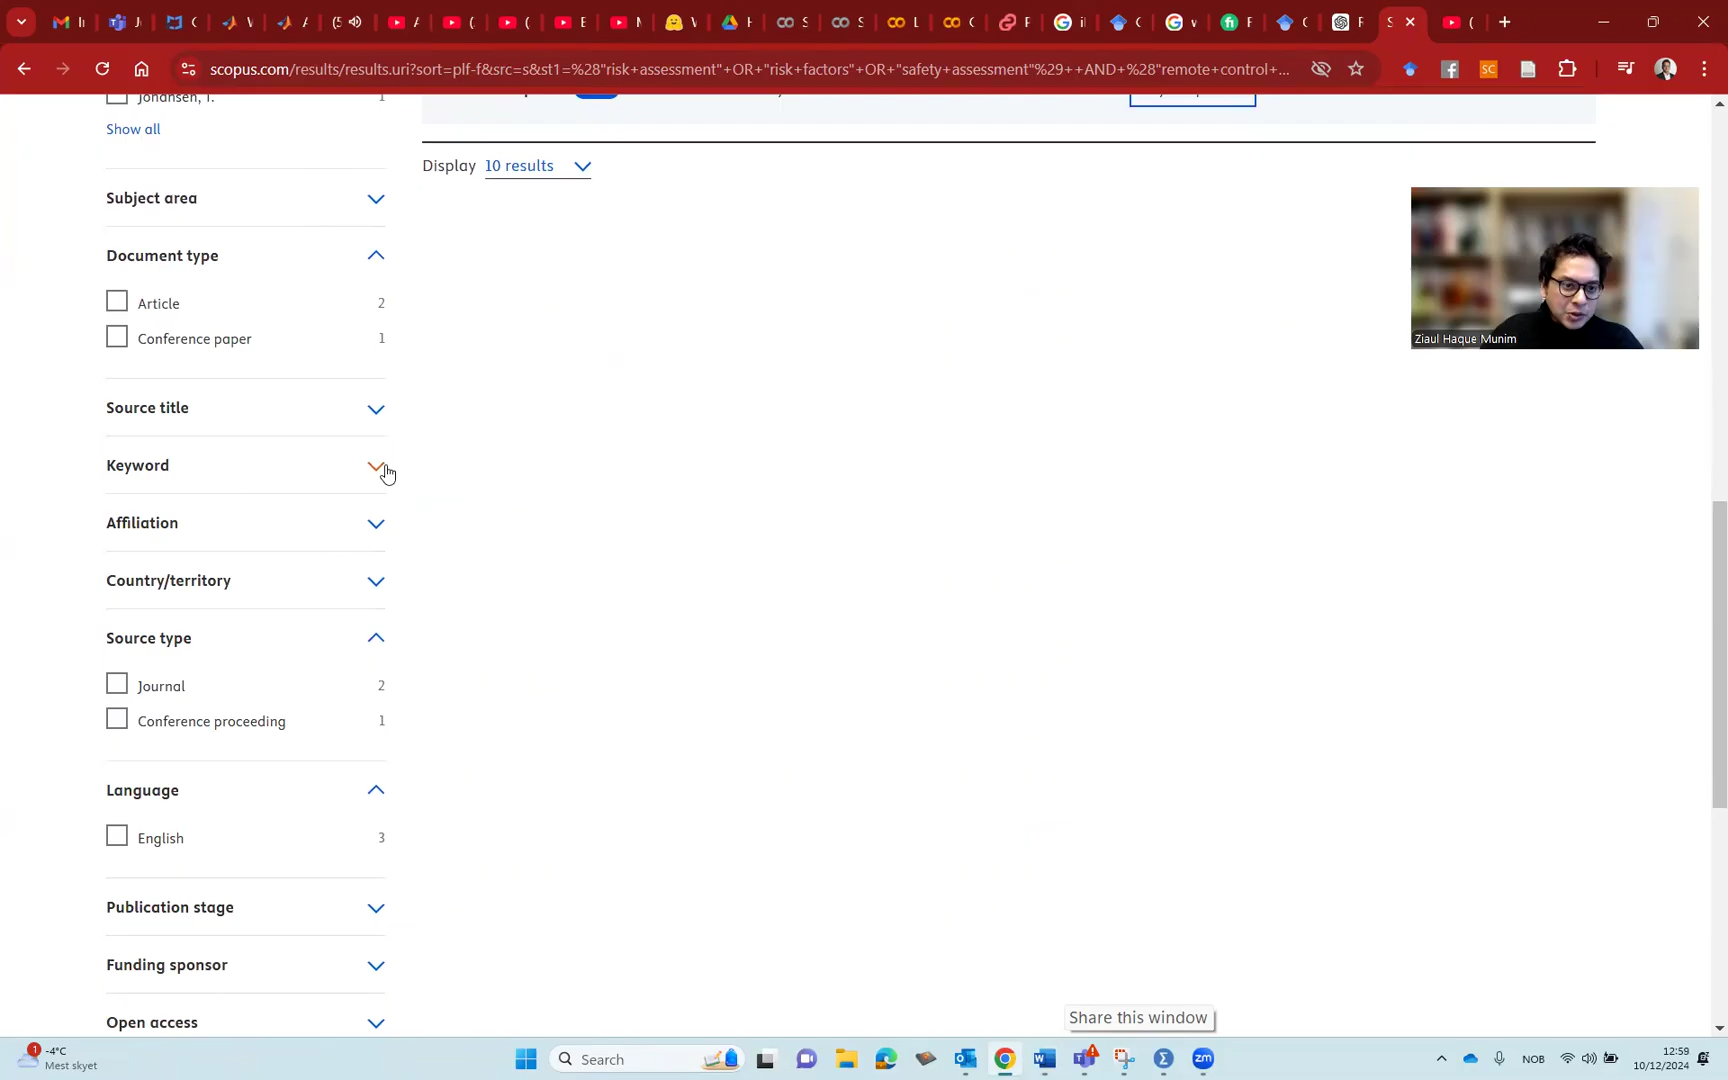 scopus.com/results/results.uri?sort=plf-f&src=s&st1=%28"risk+assessment"+OR+"risk+factors"+OR+"safety+assessment"%29++AND+%28"remote+control+...
Johansen, T. 1
Show all
Display 10 results
Subject area
Document type
Article 2
Conference paper 1
Source title
Keyword
Affiliation
Country/territory
Source type
Journal 2
Conference proceeding 1
Language
English 3
Publication stage
Funding sponsor
Open access
Ziaul Haque Munim
Share this window
1
-4°C
Mest skyet
Search
NOB
12:59
10/12/2024